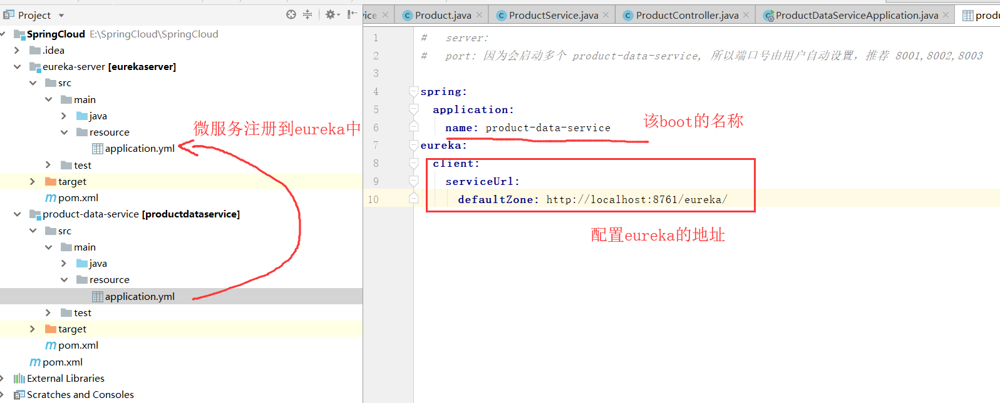 Project
vice
Product.java
ProductService.java
ProductController.java
ProductDataServiceApplication.java
produ
SpringCloud E:\SpringCloud\SpringCloud
.idea
eureka-server [eurekaserver]
src
main
java
resource
application.yml
test
target
pom.xml
product-data-service [productdataservice]
src
main
java
resource
application.yml
test
target
pom.xml
pom.xml
External Libraries
Scratches and Consoles
微服务注册到eureka中
1 # server:
2 # port: 因为会启动多个 product-data-service, 所以端口号由用户自动设置，推荐 8001,8002,8003
3
4 spring:
5 application:
6 name: product-data-service
7 eureka:
8 client:
9 serviceUrl:
10 defaultZone: http://localhost:8761/eureka/
该boot的名称
配置eureka的地址